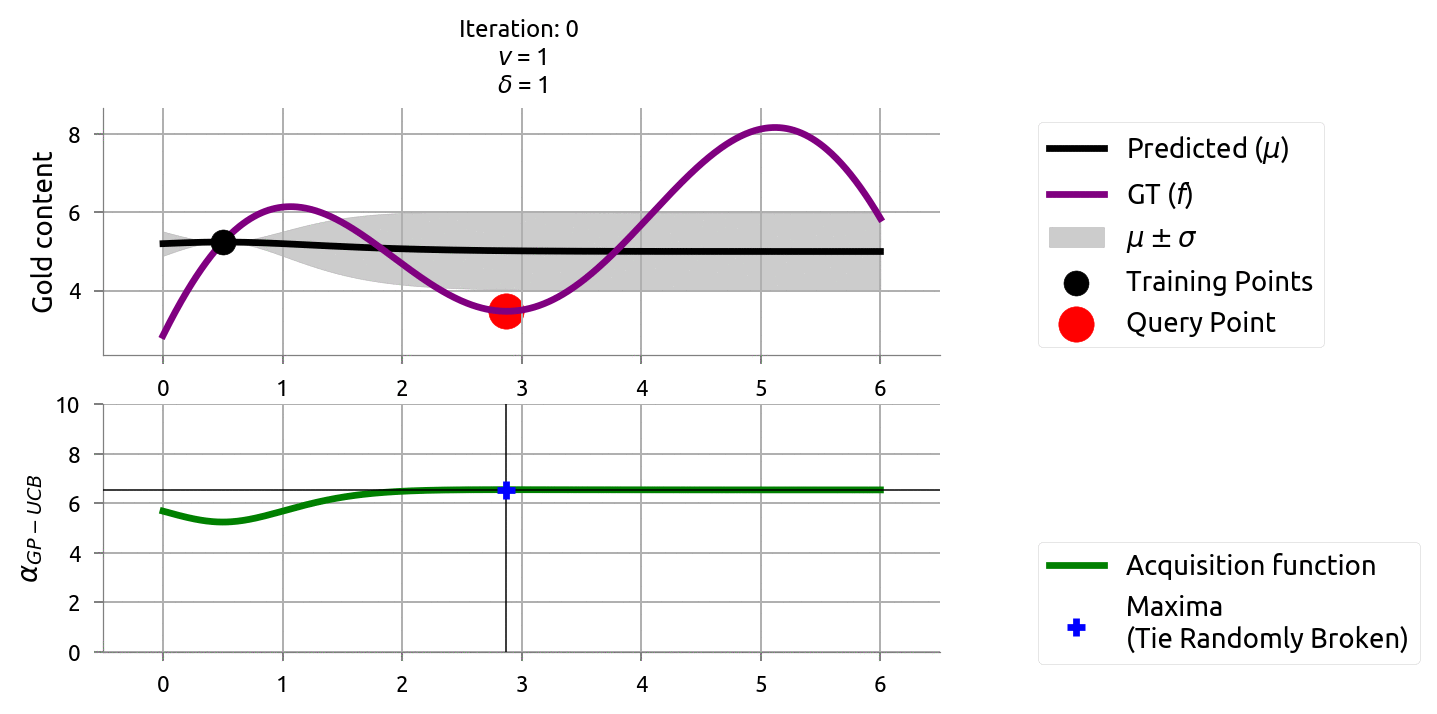 Iteration: 0
ν = 1
δ = 1
Gold content
8
6
4
0 1 2 3 4 5 6
Predicted (μ)
GT (f)
μ ± σ
Training Points
Query Point
α_{GP − UCB}
10
8
6
4
2
0
0 1 2 3 4 5 6
Acquisition function
Maxima
(Tie Randomly Broken)